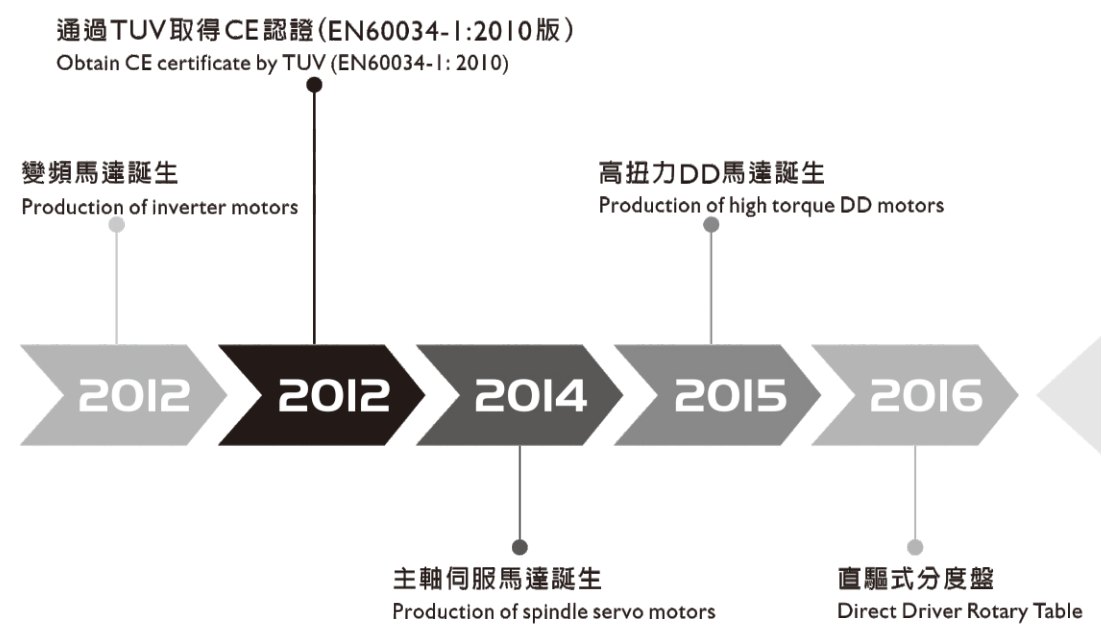 通過TUV取得CE認證(EN60034-1:2010版)
Obtain CE certificate by TUV (EN60034-1: 2010)
變頻馬達誕生
Production of inverter motors
高扭力DD馬達誕生
Production of high torque DD motors
2012
2012
2014
2015
2016
主軸伺服馬達誕生
Production of spindle servo motors
直驅式分度盤
Direct Driver Rotary Table